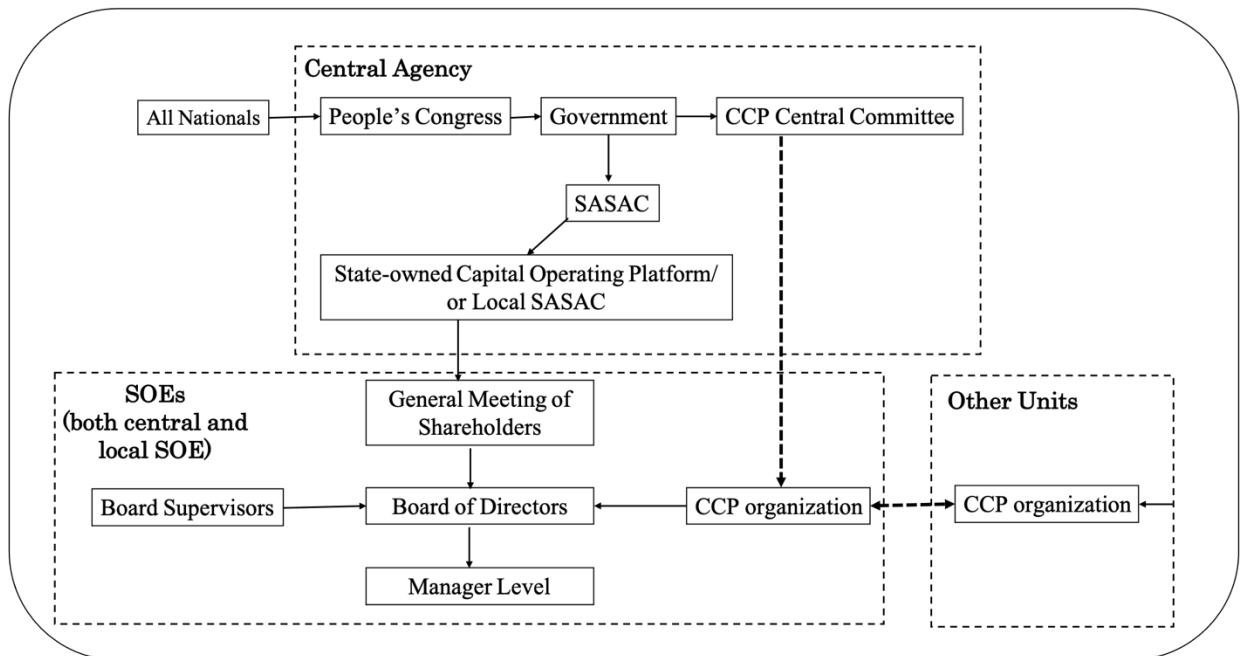 Central Agency
All Nationals
People's Congress
Government
CCP Central Committee
SASAC
State-owned Capital Operating Platform/
or Local SASAC
SOEs
(both central and
local SOE)
General Meeting of
Shareholders
Other Units
Board Supervisors
Board of Directors
CCP organization
CCP organization
Manager Level